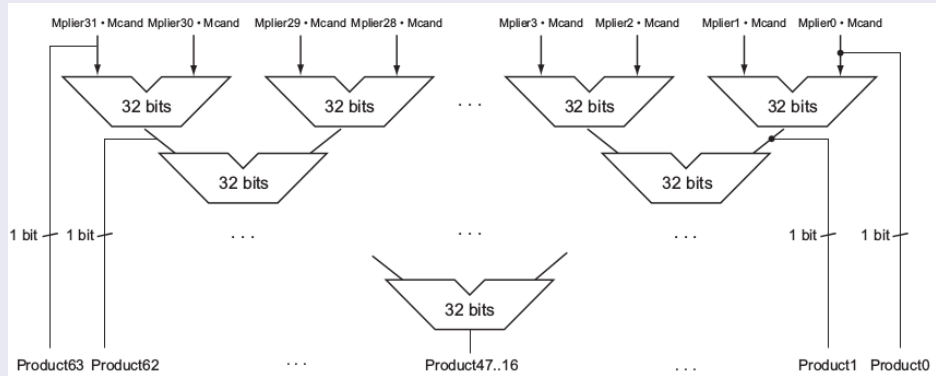 Mplier31 • Mcand Mplier30 • Mcand Mplier29 • Mcand Mplier28 • Mcand Mplier3 • Mcand Mplier2 • Mcand Mplier1 • Mcand Mplier0 • Mcand
32 bits 32 bits . . . 32 bits 32 bits
32 bits 32 bits
1 bit 1 bit . . . . . . . . . 1 bit 1 bit
32 bits
Product63 Product62 . . . Product47..16 . . . Product1 Product0